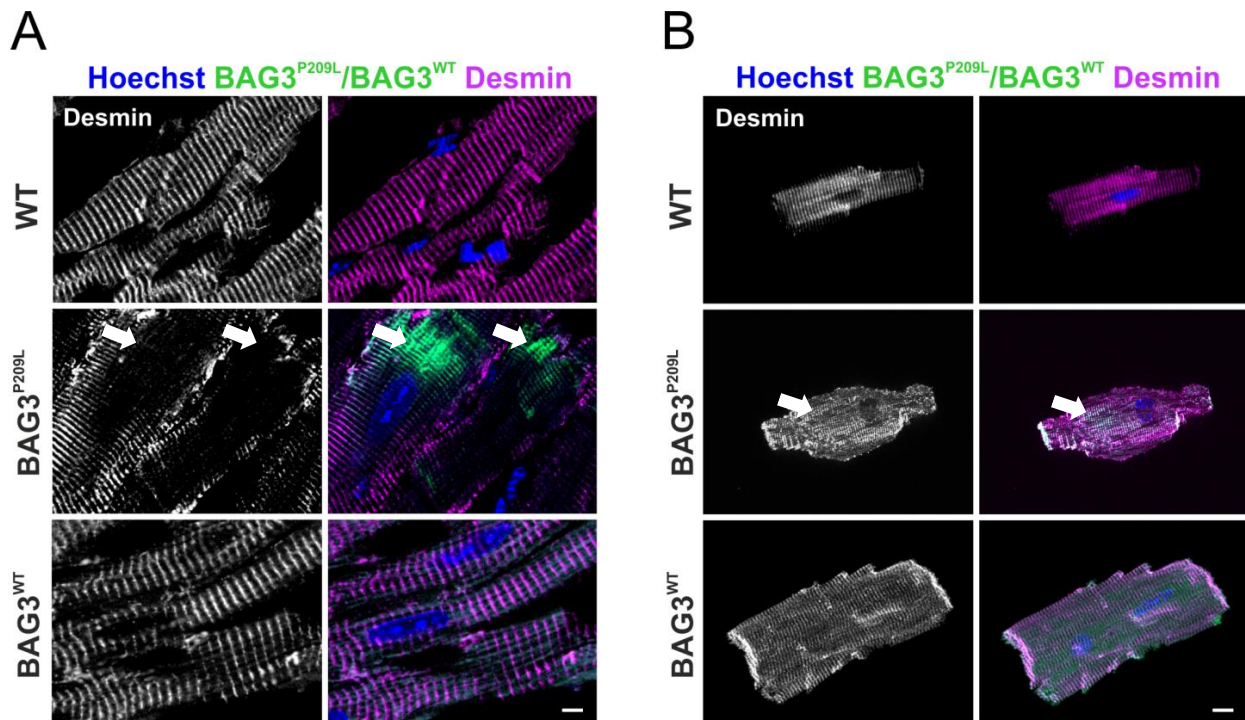 A
Hoechst BAG3ᴾ²⁰⁹ᴸ/BAG3ᵂᵀ Desmin
Desmin
WT
BAG3ᴾ²⁰⁹ᴸ
BAG3ᵂᵀ
B
Hoechst BAG3ᴾ²⁰⁹ᴸ/BAG3ᵂᵀ Desmin
Desmin
WT
BAG3ᴾ²⁰⁹ᴸ
BAG3ᵂᵀ